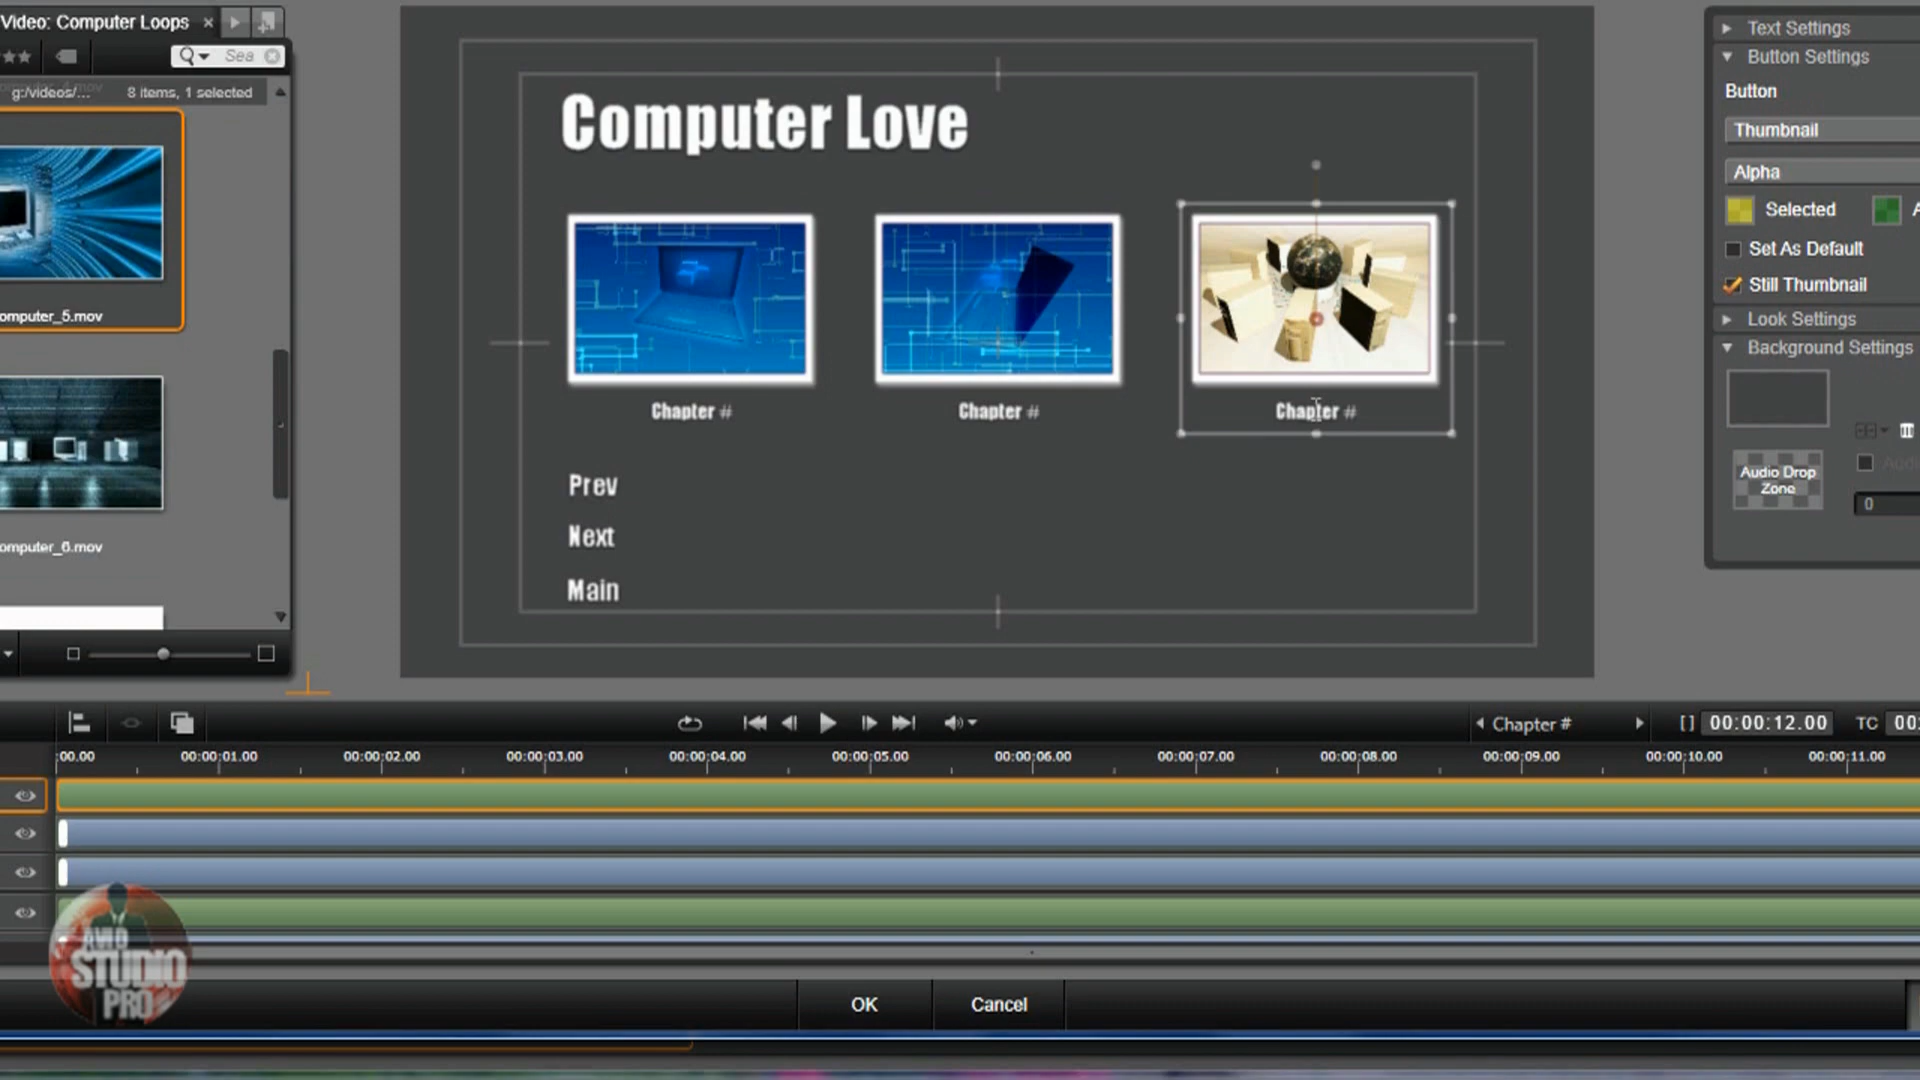 Video: Computer Loops
Sea
g:/videos/...
8 items, 1 selected
omputer_5.mov
omputer_6.mov
Computer Love
Chapter #
Chapter #
Chapter #
Prev
Next
Main
Text Settings
Button Settings
Button
Thumbnail
Alpha
Selected
A
Set As Default
Still Thumbnail
Look Settings
Background Settings
Audio Drop
Zone
Audi
0
Chapter #
[] 00:00:12.00
TC 00:
;00.00 00:00;01.00 00:00;02.00 00:00;03.00 00:00;04.00 00:00;05.00 00:00;06.00 00:00;07.00 00:00;08.00 00:00;09.00 00:00;10.00 00:00;11.00
AVID
STUDIO
PRO
OK
Cancel